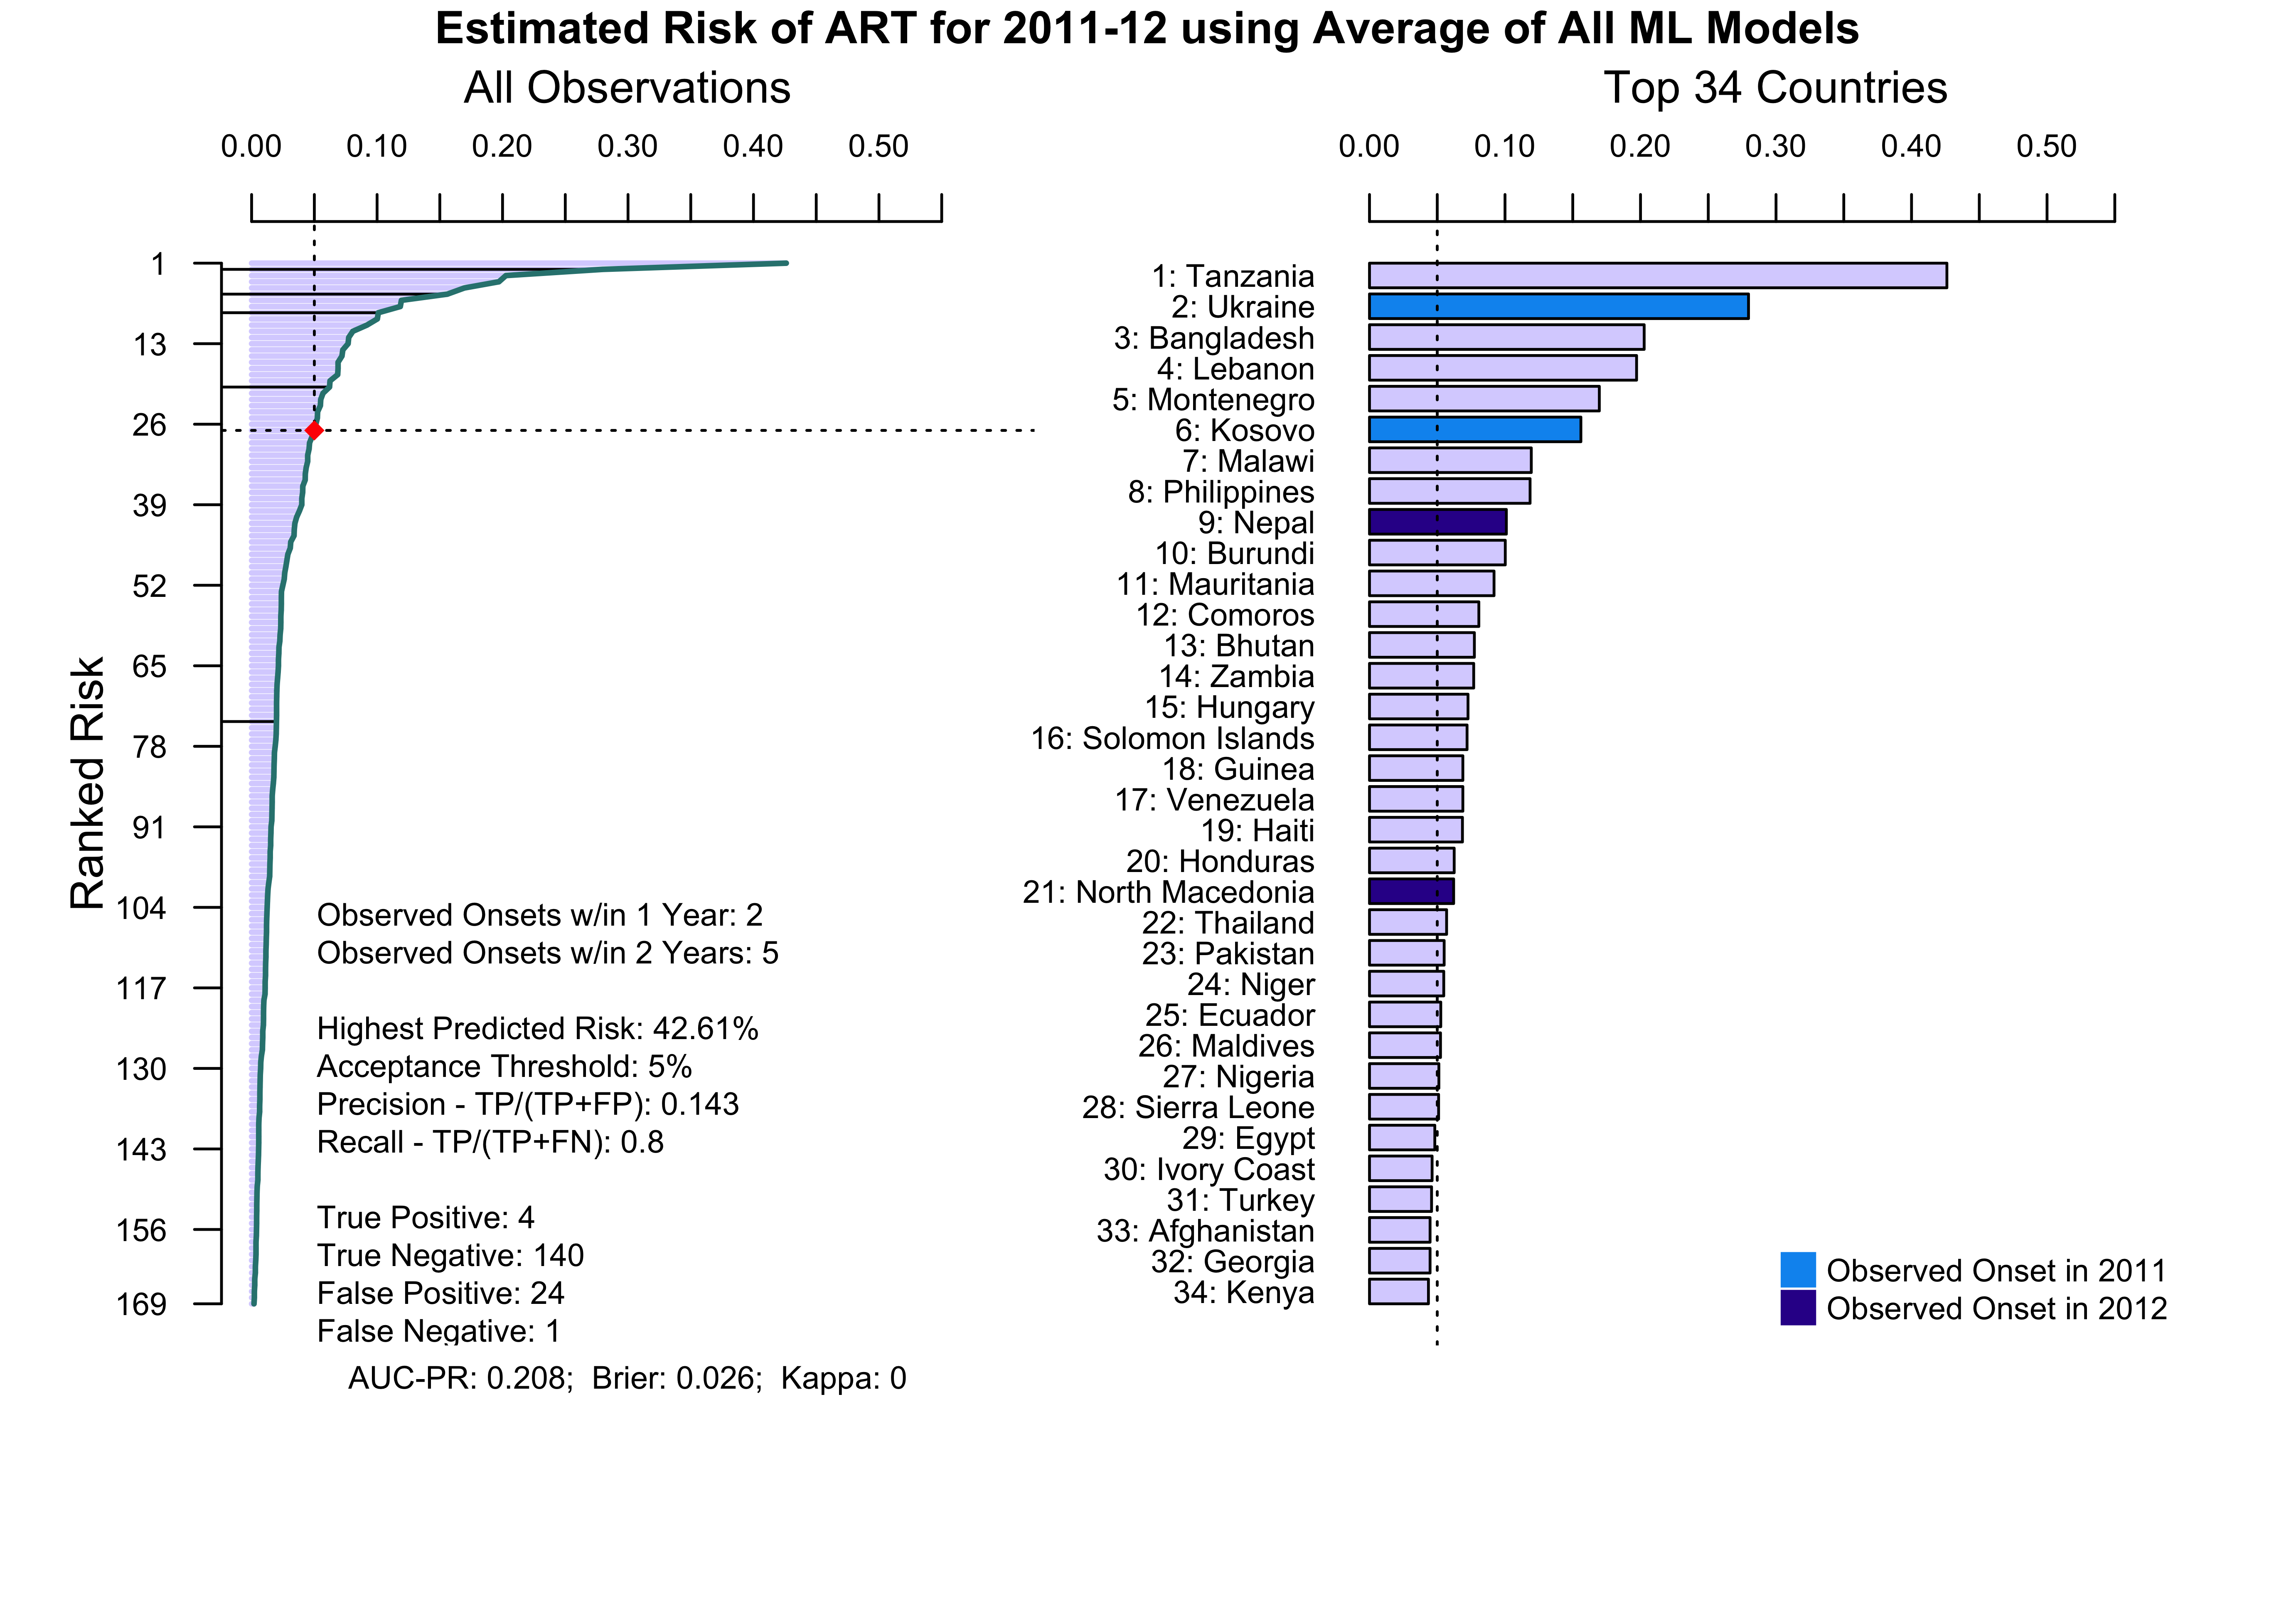 Estimated Risk of ART for 2011-12 using Average of All ML Models
All Observations
0.00 0.10 0.20 0.30 0.40 0.50
Ranked Risk
1
13
26
39
52
65
78
91
104
117
130
143
156
169
Observed Onsets w/in 1 Year: 2
Observed Onsets w/in 2 Years: 5
Highest Predicted Risk: 42.61%
Acceptance Threshold: 5%
Precision - TP/(TP+FP): 0.143
Recall - TP/(TP+FN): 0.8
True Positive: 4
True Negative: 140
False Positive: 24
False Negative: 1
AUC-PR: 0.208;  Brier: 0.026;  Kappa: 0
Top 34 Countries
0.00 0.10 0.20 0.30 0.40 0.50
1: Tanzania
2: Ukraine
3: Bangladesh
4: Lebanon
5: Montenegro
6: Kosovo
7: Malawi
8: Philippines
9: Nepal
10: Burundi
11: Mauritania
12: Comoros
13: Bhutan
14: Zambia
15: Hungary
16: Solomon Islands
18: Guinea
17: Venezuela
19: Haiti
20: Honduras
21: North Macedonia
22: Thailand
23: Pakistan
24: Niger
25: Ecuador
26: Maldives
27: Nigeria
28: Sierra Leone
29: Egypt
30: Ivory Coast
31: Turkey
33: Afghanistan
32: Georgia
34: Kenya
Observed Onset in 2011
Observed Onset in 2012